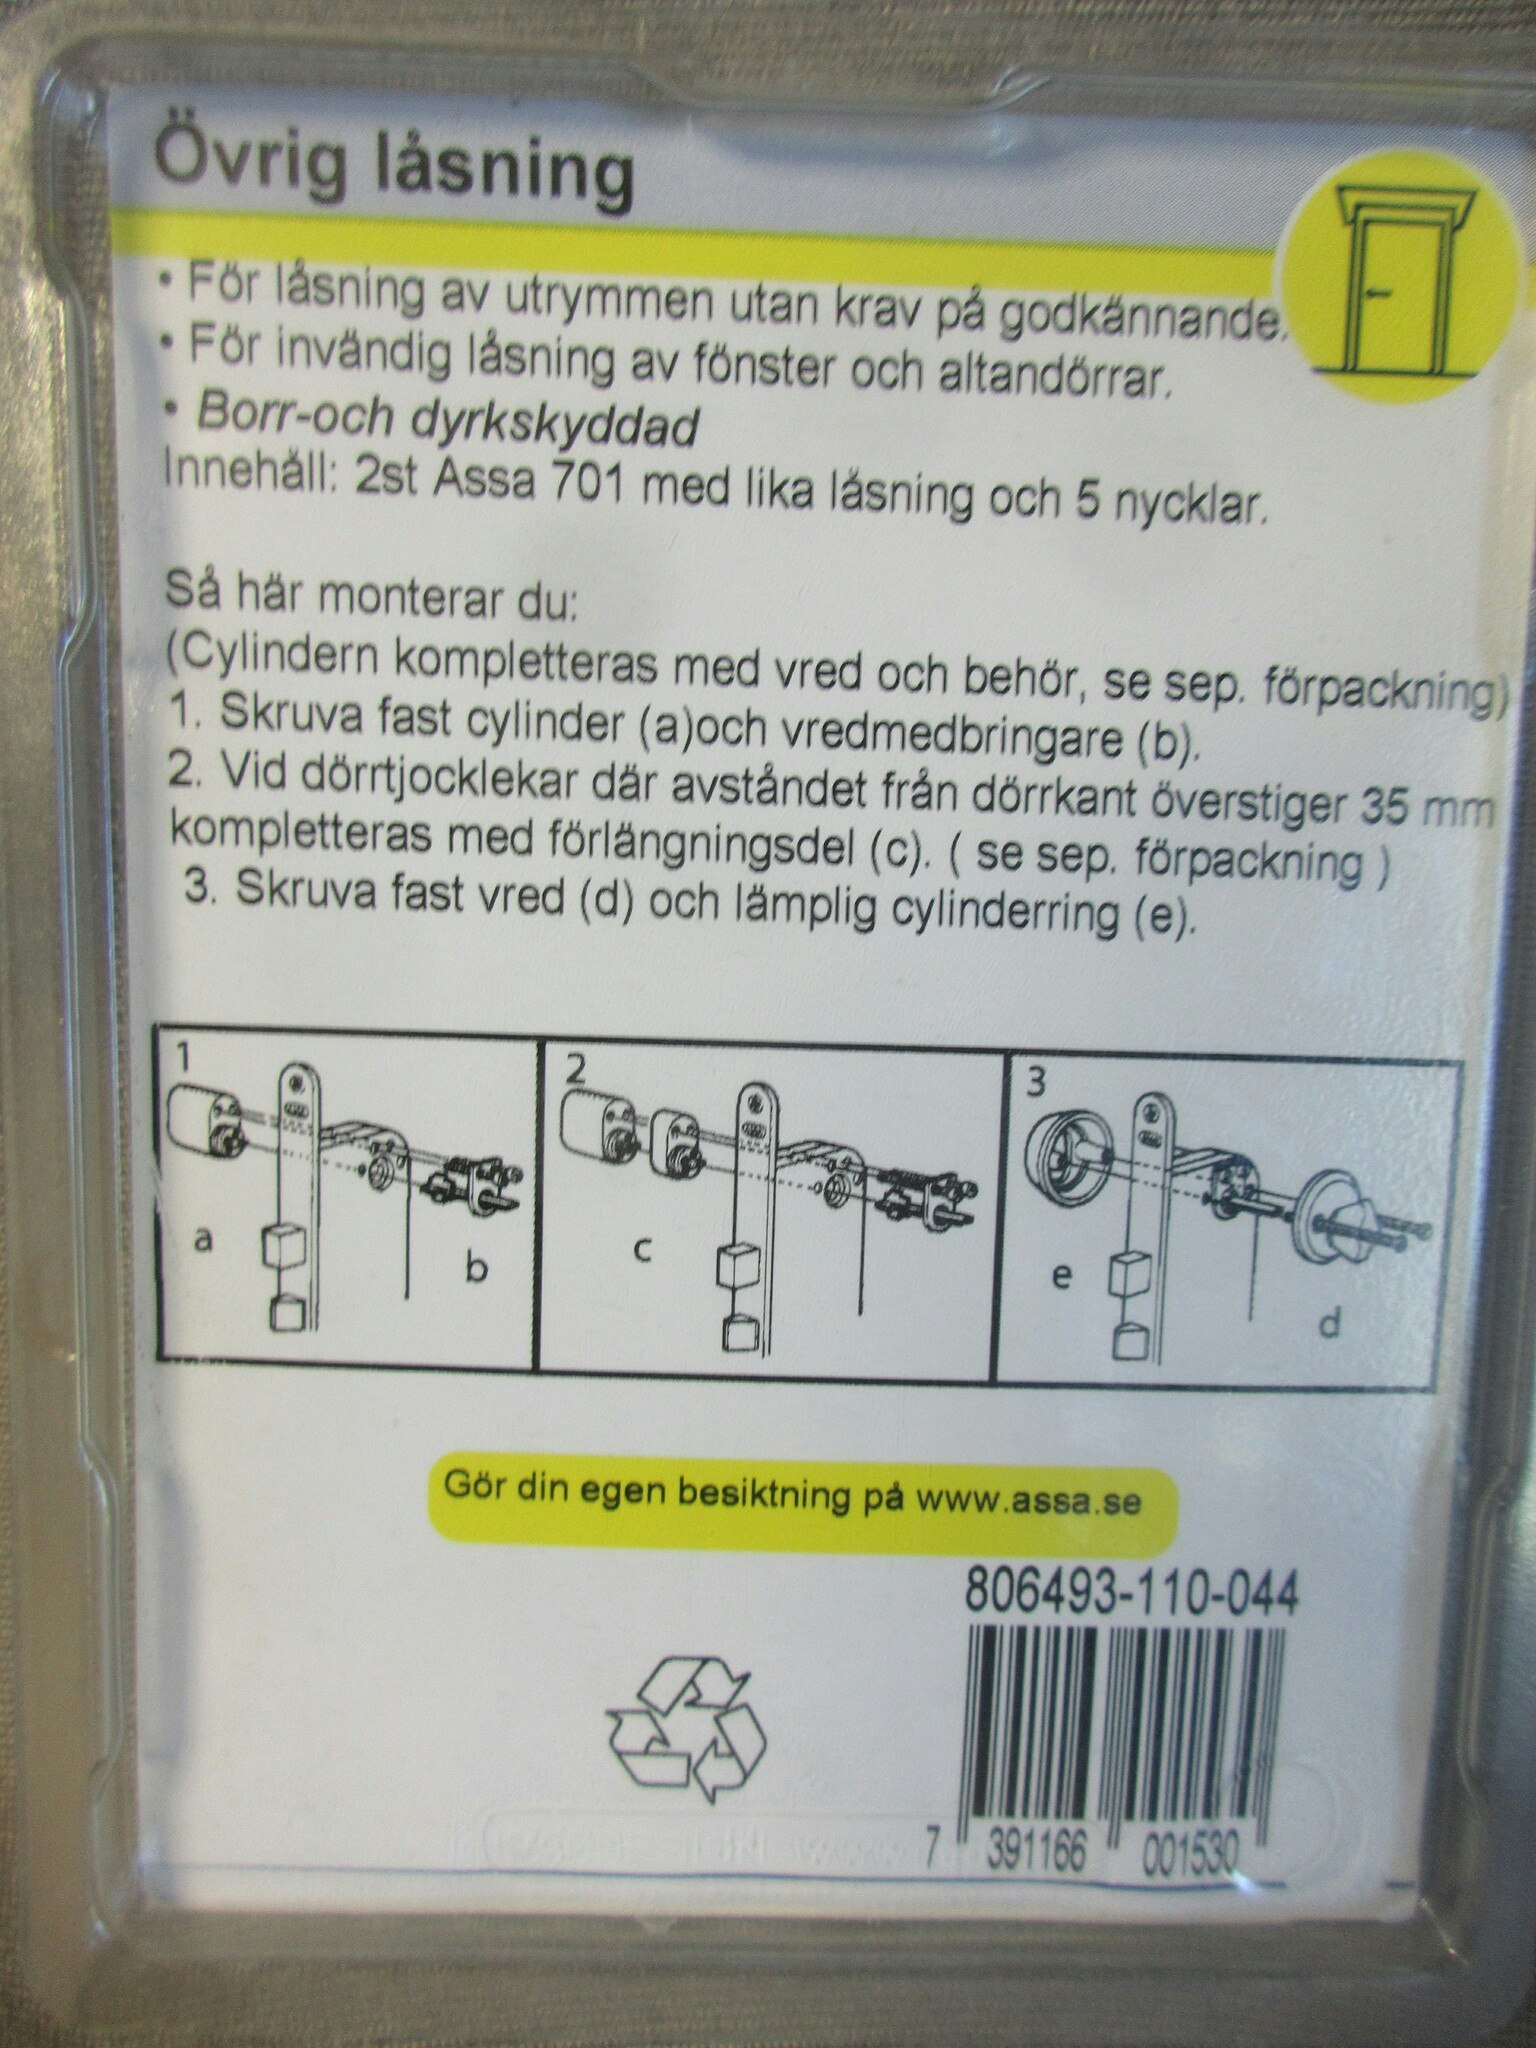 Övrig låsning
• För låsning av utrymmen utan krav på godkännande.
• För invändig låsning av fönster och altandörrar.
• Borr-och dyrkskyddad
Innehåll: 2st Assa 701 med lika låsning och 5 nycklar.
Så här monterar du:
(Cylindern kompletteras med vred och behör, se sep. förpackning)
1. Skruva fast cylinder (a)och vredmedbringare (b).
2. Vid dörrtjocklekar där avståndet från dörrkant överstiger 35 mm
kompletteras med förlängningsdel (c). ( se sep. förpackning )
3. Skruva fast vred (d) och lämplig cylinderring (e).
1
a
b
2
c
3
e
d
Gör din egen besiktning på www.assa.se
806493-110-044
7 391166 001530